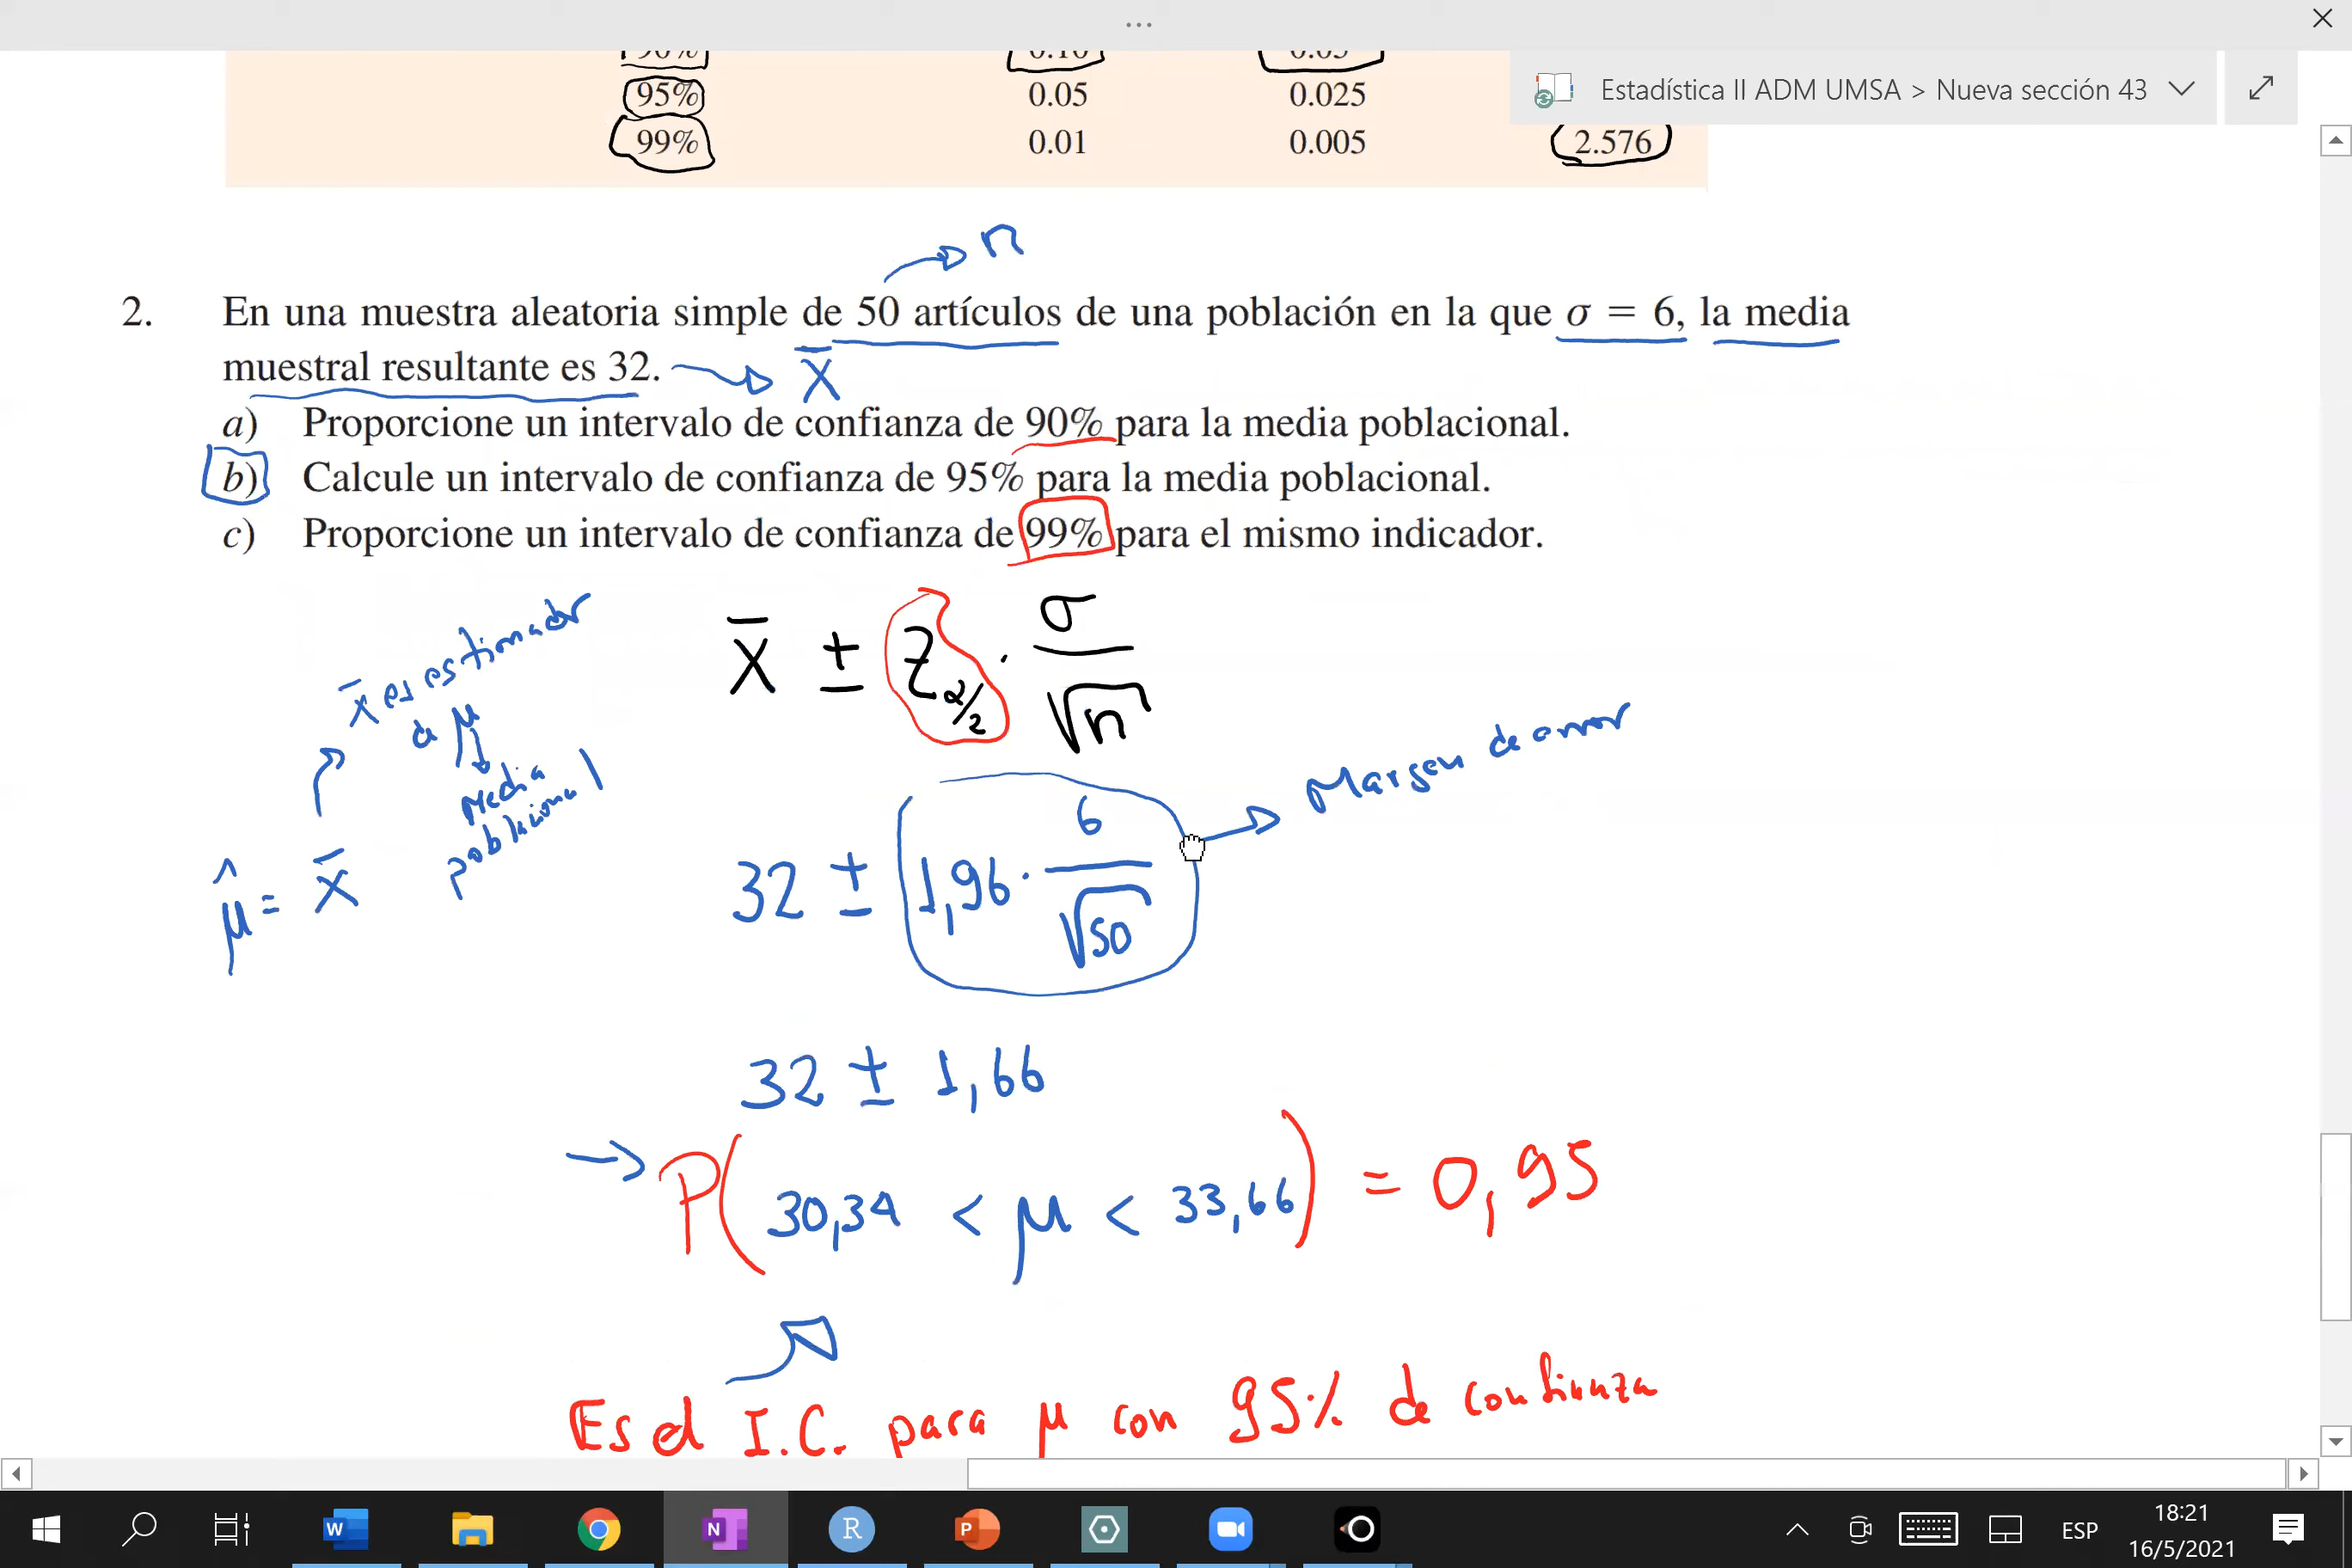 95% 0.05 0.025
Estadística II ADM UMSA > Nueva sección 43
99% 0.01 0.005 2.576
n
2. En una muestra aleatoria simple de 50 artículos de una población en la que σ = 6, la media
muestral resultante es 32. x̄
a) Proporcione un intervalo de confianza de 90% para la media poblacional.
b) Calcule un intervalo de confianza de 95% para la media poblacional.
c) Proporcione un intervalo de confianza de 99% para el mismo indicador.
x̄ ± Z α/2 · σ/√n
x̄ es estimador
de μ
Media
poblacional
μ̂ = x̄
32 ± 1,96 · 6/√50
Margen de error
32 ± 1,66
P(30,34 < μ < 33,66) = 0,95
Es el I.C. para μ con 95% de confianza
ESP
18:21
16/5/2021